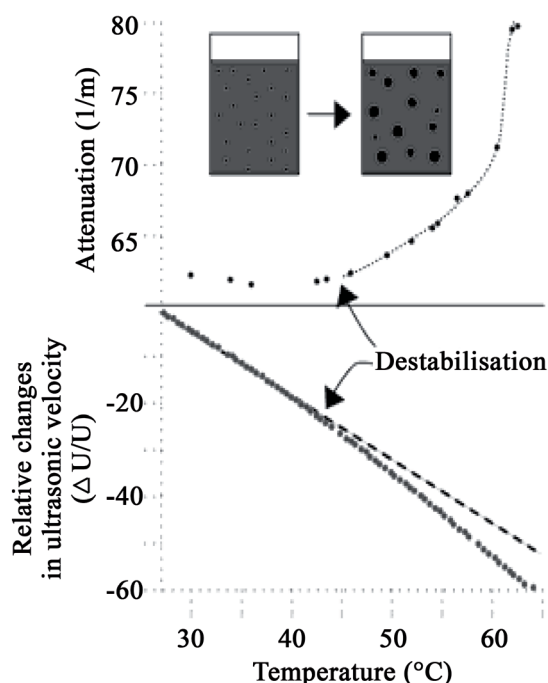 80
75
70
65
Attenuation (1/m)
Destabilisation
-20
-40
-60
Relative changes
in ultrasonic velocity
(Δ U/U)
30 40 50 60
Temperature (°C)